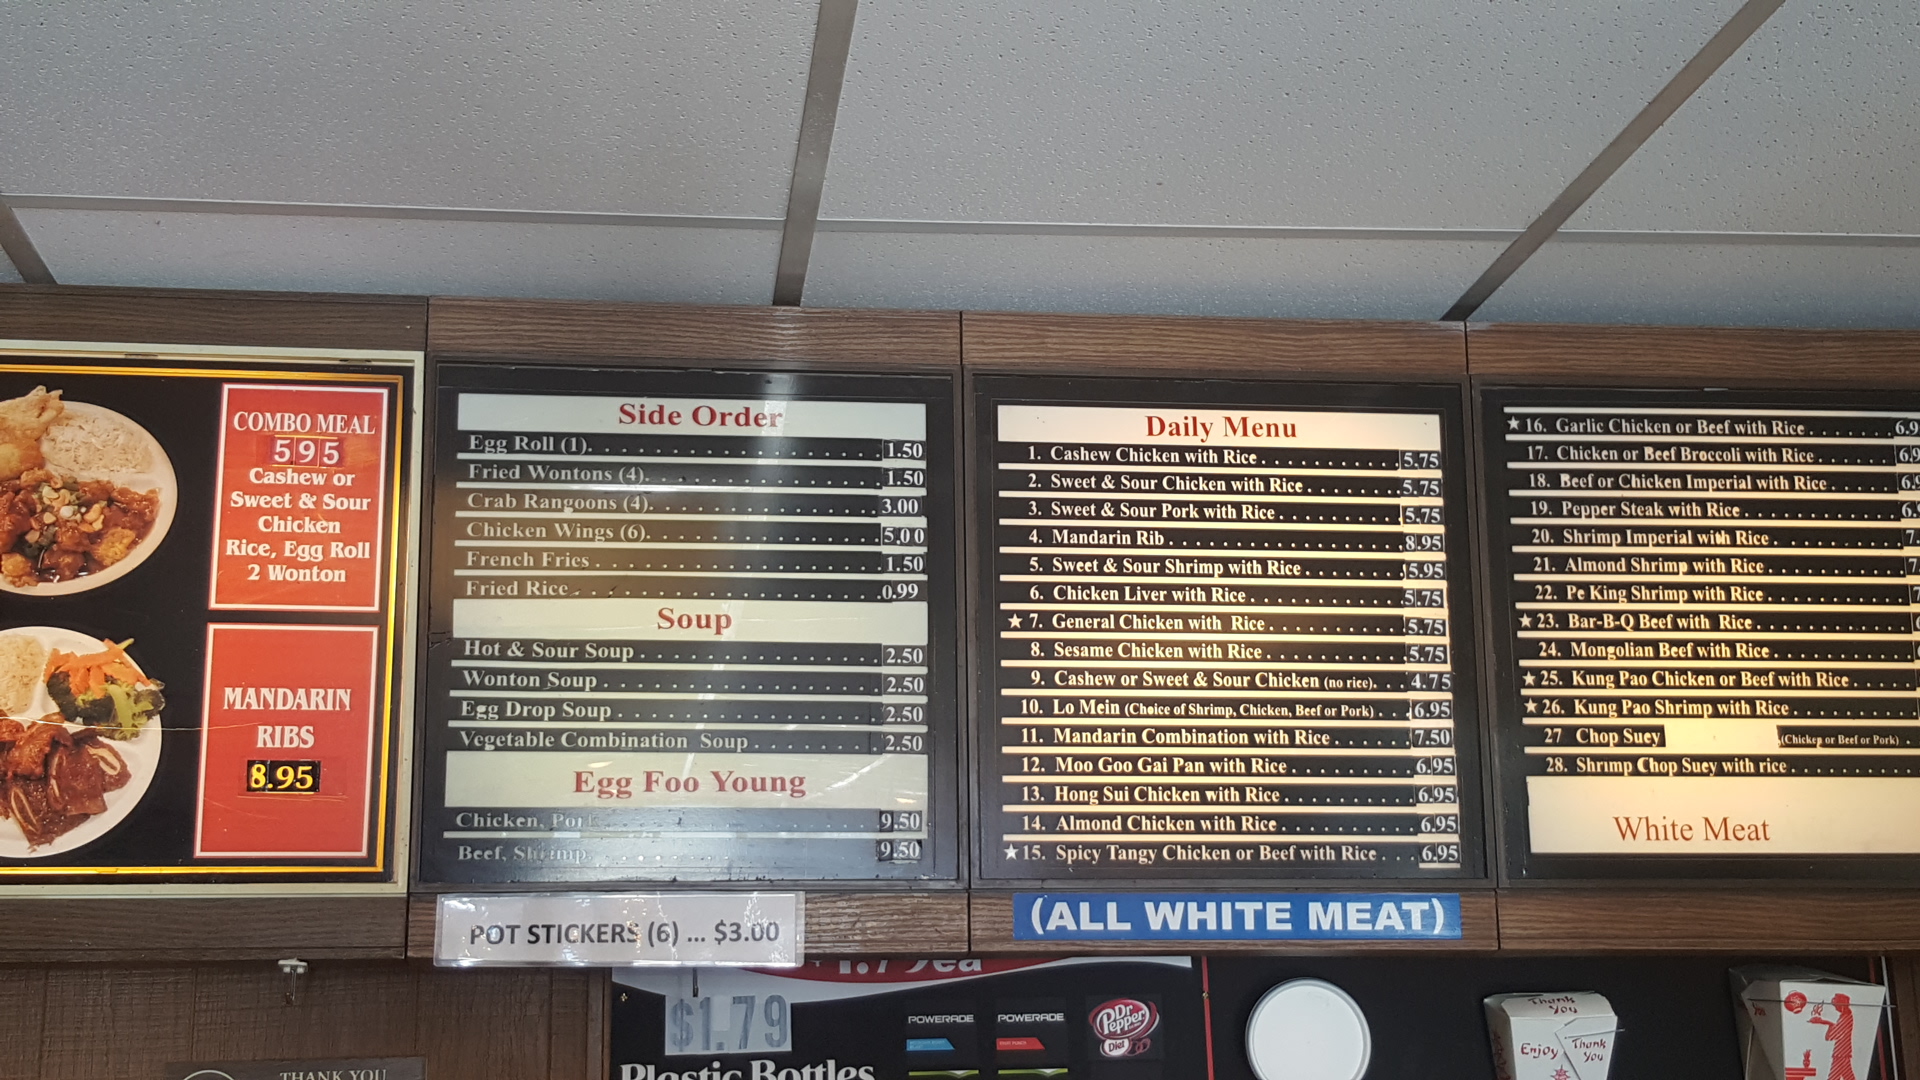 COMBO MEAL
595
Cashew or
Sweet & Sour
Chicken
Rice, Egg Roll
2 Wonton
MANDARIN
RIBS
8.95
Side Order
Egg Roll (1). . . . . . . . . . 1.50
Fried Wontons (4). . . . . . . . . . 1.50
Crab Rangoons (4). . . . . . . . . . 3.00
Chicken Wings (6). . . . . . . . . . 5.00
French Fries . . . . . . . . . . 1.50
Fried Rice . . . . . . . . . . 0.99
Soup
Hot & Sour Soup . . . . . . . . . . 2.50
Wonton Soup . . . . . . . . . . 2.50
Egg Drop Soup . . . . . . . . . . 2.50
Vegetable Combination Soup . . . . . . 2.50
Egg Foo Young
Chicken, Pork . . . . . . . . . . 9.50
Beef, Shrimp . . . . . . . . . . 9.50
POT STICKERS (6) ... $3.00
Daily Menu
1. Cashew Chicken with Rice . . . . . . . . . . 5.75
2. Sweet & Sour Chicken with Rice . . . . . . . 5.75
3. Sweet & Sour Pork with Rice . . . . . . . . . 5.75
4. Mandarin Rib . . . . . . . . . . 8.95
5. Sweet & Sour Shrimp with Rice . . . . . . . 5.95
6. Chicken Liver with Rice . . . . . . . . . . 5.75
★ 7. General Chicken with Rice . . . . . . . . . . 5.75
8. Sesame Chicken with Rice . . . . . . . . . . 5.75
9. Cashew or Sweet & Sour Chicken (no rice). . . 4.75
10. Lo Mein (Choice of Shrimp, Chicken, Beef or Pork) . . . 6.95
11. Mandarin Combination with Rice . . . . . . 7.50
12. Moo Goo Gai Pan with Rice . . . . . . . . . 6.95
13. Hong Sui Chicken with Rice . . . . . . . . . 6.95
14. Almond Chicken with Rice . . . . . . . . . . 6.95
★ 15. Spicy Tangy Chicken or Beef with Rice . . . 6.95
(ALL WHITE MEAT)
★ 16. Garlic Chicken or Beef with Rice . . . . . . . 6.9
17. Chicken or Beef Broccoli with Rice . . . . . . 6.9
18. Beef or Chicken Imperial with Rice . . . . . 6.9
19. Pepper Steak with Rice . . . . . . . . . . 6.
20. Shrimp Imperial with Rice . . . . . . . . . . 7.
21. Almond Shrimp with Rice . . . . . . . . . . 7
22. Pe King Shrimp with Rice . . . . . . . . . .
★ 23. Bar-B-Q Beef with Rice . . . . . . . . . .
24. Mongolian Beef with Rice . . . . . . . . . .
★ 25. Kung Pao Chicken or Beef with Rice . . . .
★ 26. Kung Pao Shrimp with Rice . . . . . . . . .
27 Chop Suey (Chicken or Beef or Pork) .
28. Shrimp Chop Suey with rice . . . . . . . . .
White Meat
$1.79
Plastic Bottles
POWERADE
POWERADE
Dr Pepper
Diet
Thank You
Enjoy
Thank You
THANK YOU